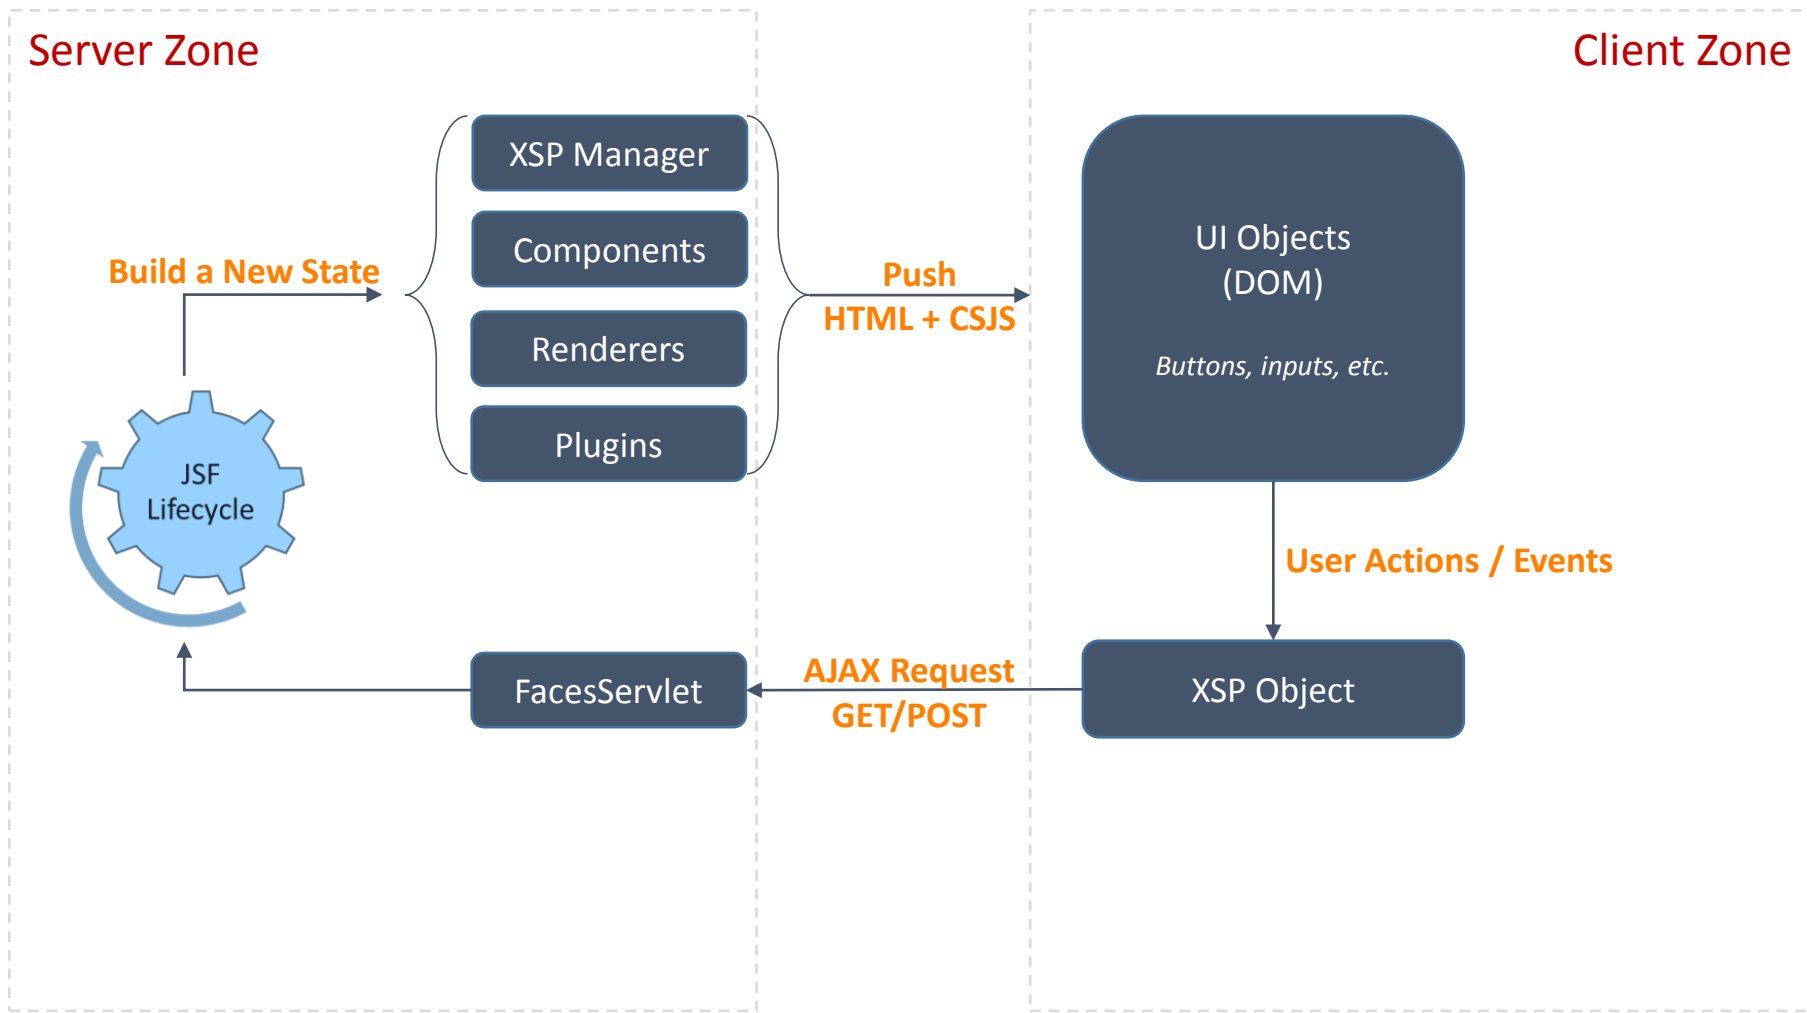 Server Zone
Client Zone
XSP Manager
Components
Renderers
Plugins
Build a New State
Push
HTML + CSJS
UI Objects
(DOM)
Buttons, inputs, etc.
JSF
Lifecycle
User Actions / Events
FacesServlet
AJAX Request
GET/POST
XSP Object